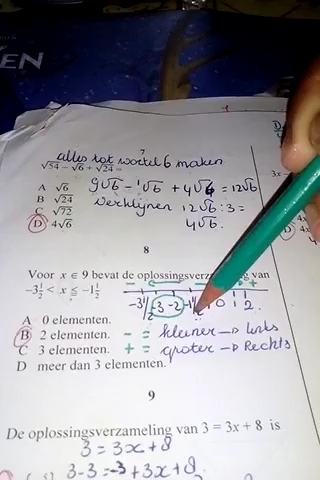 EN
7
alles tot wortel 6 maken
√54 − √6 + √24 =
A √6
B √24
C √72
D 4√6
9√6 − 1√6 + 4√6 = 12√6
Verklijnen 12√6 : 3 =
4√6.
8
Voor x ∈ 9 bevat de oplossingsverza van
−3½ < x ≤ −1½
-3½ -3 -2 0 1 2
A 0 elementen.
B 2 elementen.
C 3 elementen.
D meer dan 3 elementen.
− = kleiner → Links
+ = groter → Rechts
9
De oplossingsverzameling van 3 = 3x + 8 is
3 = 3x + 8
3-3 = -3 + 3x + 8